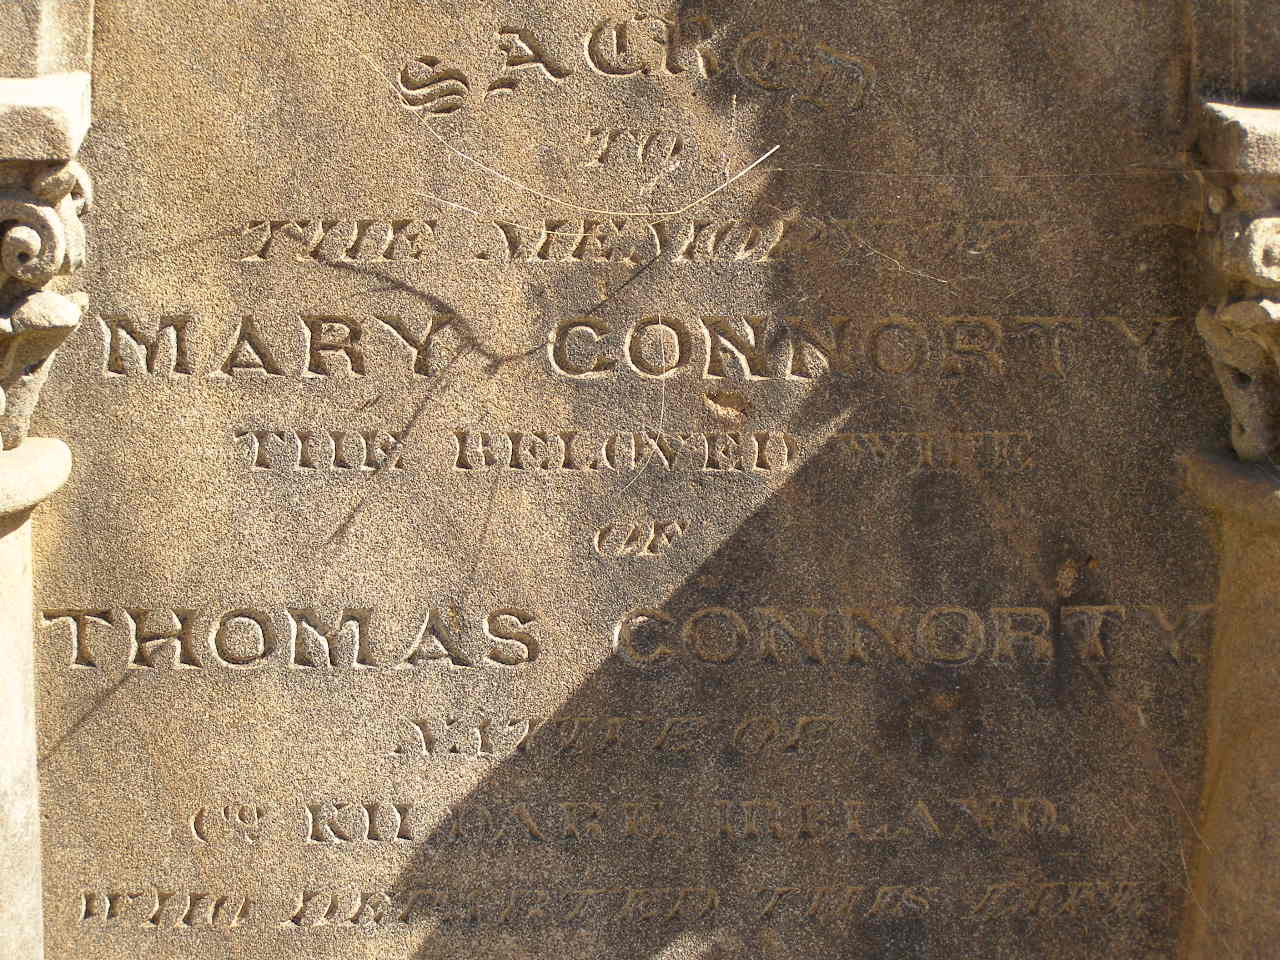 SACRED
TO
THE MEMORY OF
MARY CONNORTY
THE BELOVED WIFE
OF
THOMAS CONNORTY.
NATIVE OF
Co. KILDARE IRELAND.
WHO DEPARTED THIS LIFE